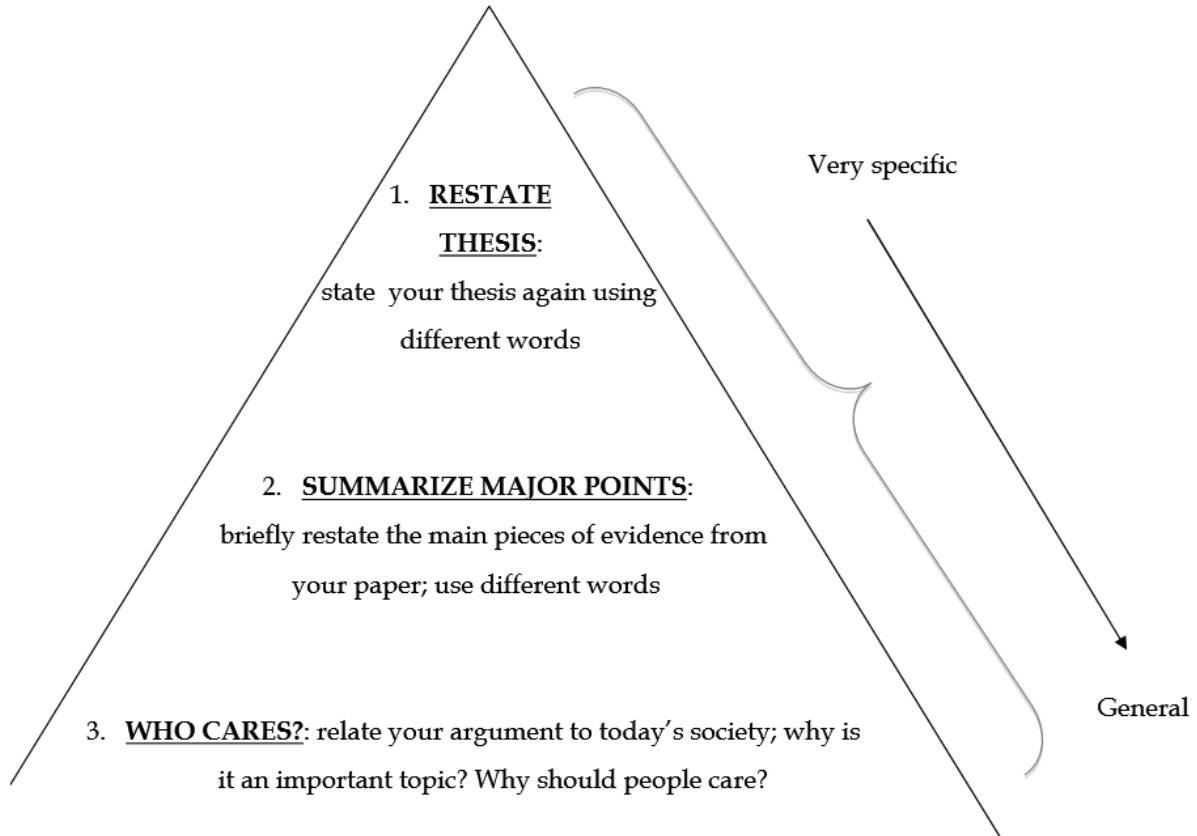 Very specific
1. RESTATE
THESIS:
state your thesis again using
different words
2. SUMMARIZE MAJOR POINTS:
briefly restate the main pieces of evidence from
your paper; use different words
General
3. WHO CARES?: relate your argument to today’s society; why is
it an important topic? Why should people care?